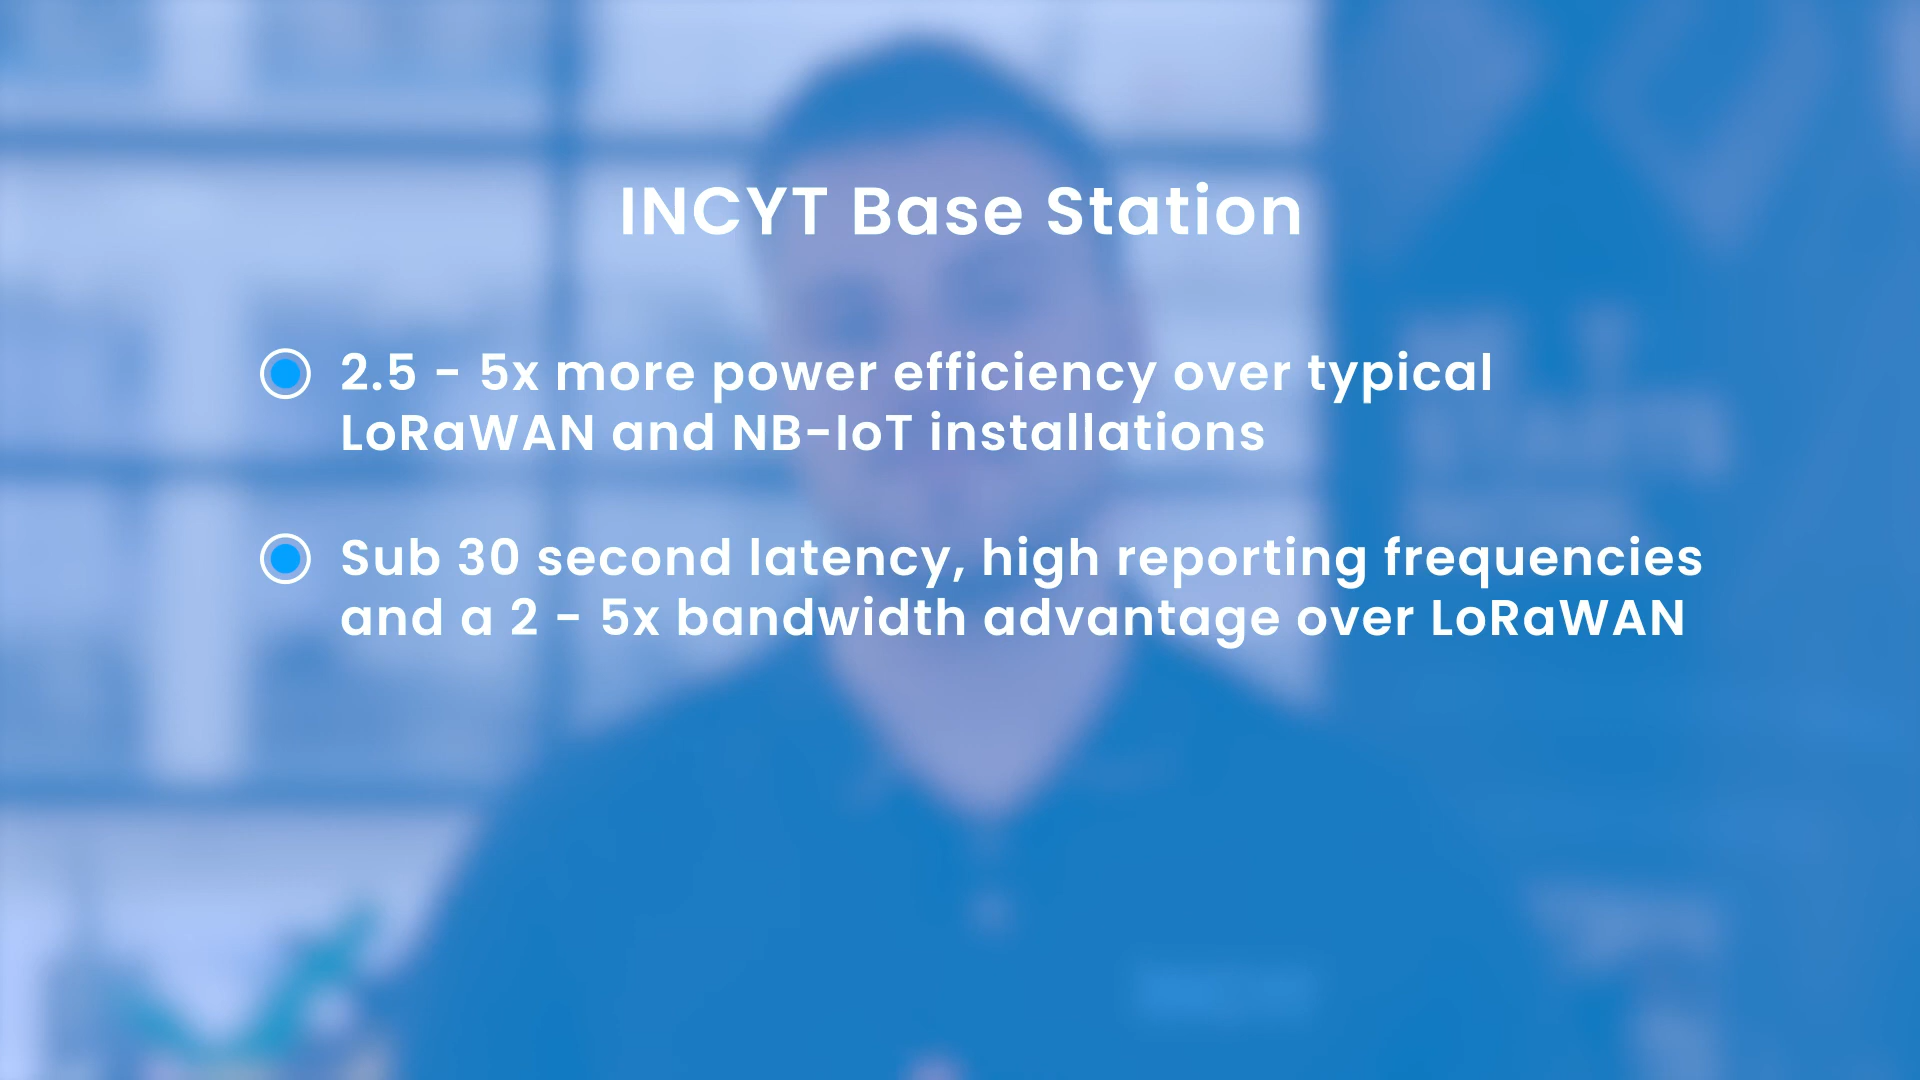 INCYT Base Station
2.5 - 5x more power efficiency over typical
LoRaWAN and NB-IoT installations
Sub 30 second latency, high reporting frequencies
and a 2 - 5x bandwidth advantage over LoRaWAN